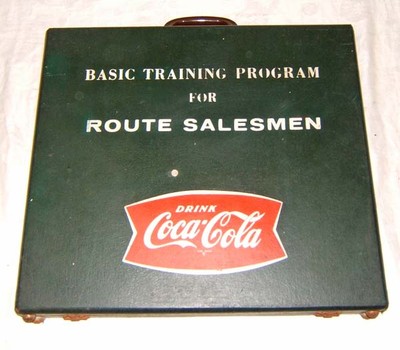 BASIC TRAINING PROGRAM
FOR
ROUTE SALESMEN
DRINK
Coca-Cola